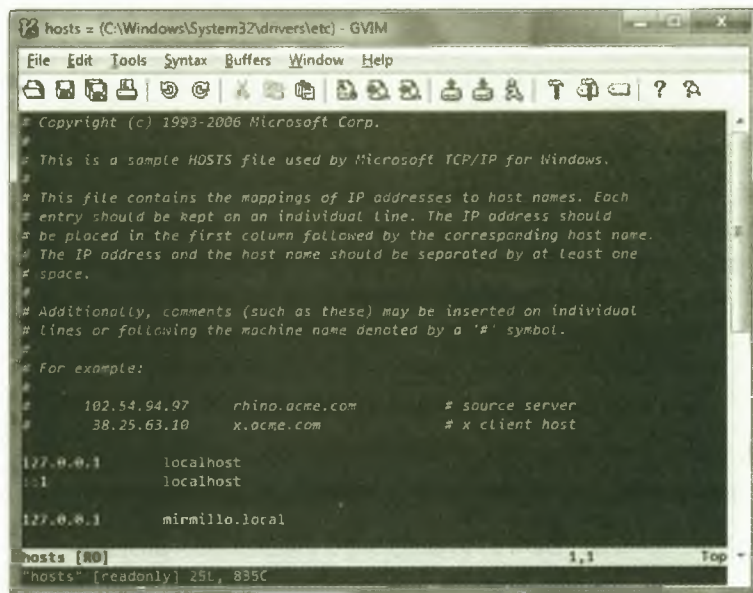 hosts = (C:\Windows\System32\drivers\etc) - GVIM
File Edit Tools Syntax Buffers Window Help
# Copyright (c) 1993-2006 Microsoft Corp.
#
# This is a sample HOSTS file used by Microsoft TCP/IP for Windows.
#
# This file contains the mappings of IP addresses to host names. Each
# entry should be kept on an individual line. The IP address should
# be placed in the first column followed by the corresponding host name.
# The IP address and the host name should be separated by at least one
# space.
#
# Additionally, comments (such as these) may be inserted on individual
# lines or following the machine name denoted by a '#' symbol.
#
# For example:
#
# 102.54.94.97 rhino.acme.com # source server
# 38.25.63.10 x.acme.com # x client host
127.0.0.1 localhost
::1 localhost
127.0.0.1 mirmillo.local
hosts [RO] 1,1 Top
"hosts" [readonly] 25L, 835C